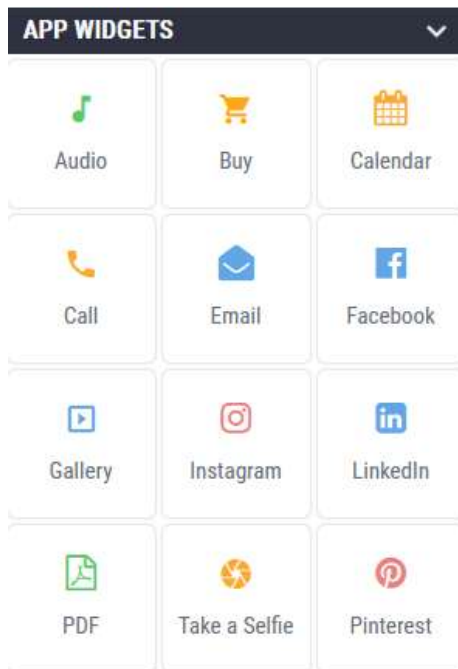 APP WIDGETS
Audio
Buy
Calendar
Call
Email
Facebook
Gallery
Instagram
LinkedIn
PDF
Take a Selfie
Pinterest